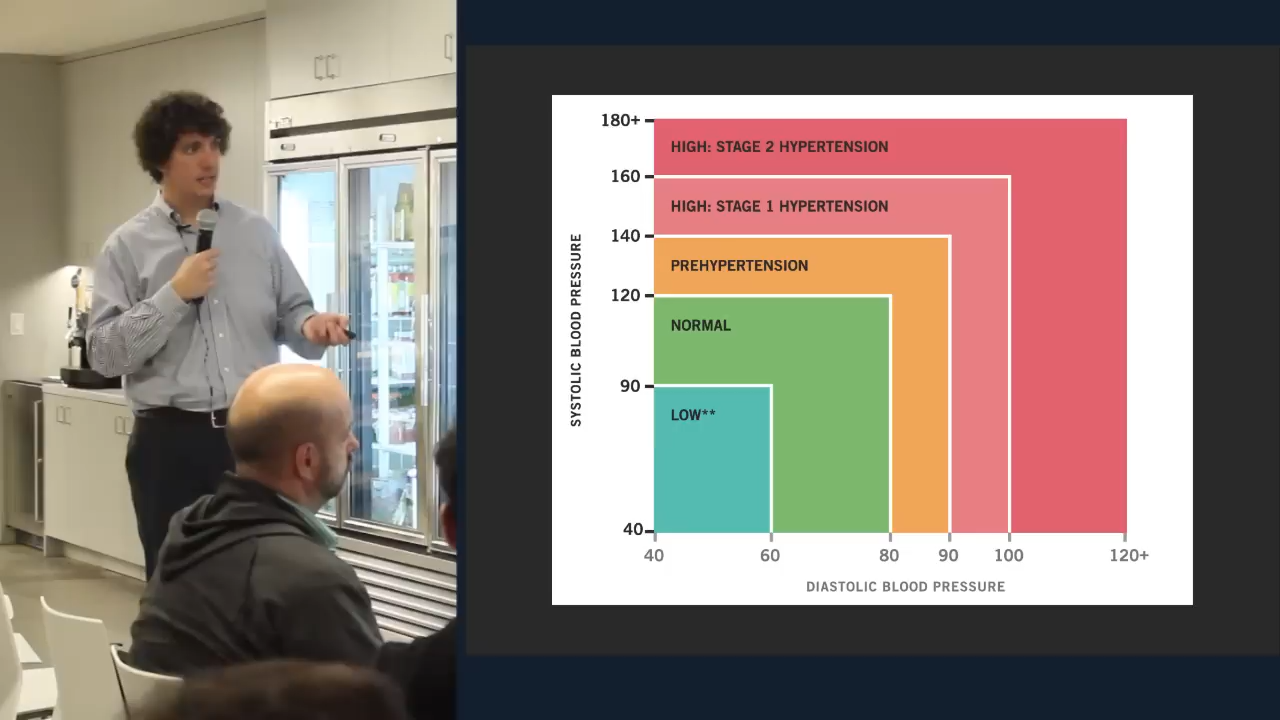 180+
HIGH: STAGE 2 HYPERTENSION
160
HIGH: STAGE 1 HYPERTENSION
140
PREHYPERTENSION
120
NORMAL
90
LOW**
40
SYSTOLIC BLOOD PRESSURE
40 60 80 90 100 120+
DIASTOLIC BLOOD PRESSURE